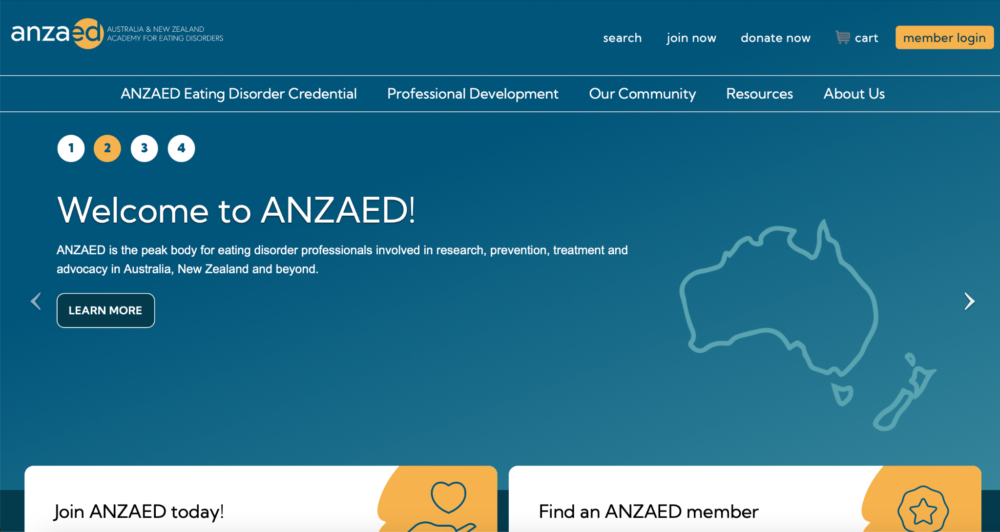 anzaed
AUSTRALIA & NEW ZEALAND
ACADEMY FOR EATING DISORDERS
search join now donate now cart member login
ANZAED Eating Disorder Credential Professional Development Our Community Resources About Us
1 2 3 4
Welcome to ANZAED!
ANZAED is the peak body for eating disorder professionals involved in research, prevention, treatment and
advocacy in Australia, New Zealand and beyond.
LEARN MORE
Join ANZAED today!
Find an ANZAED member